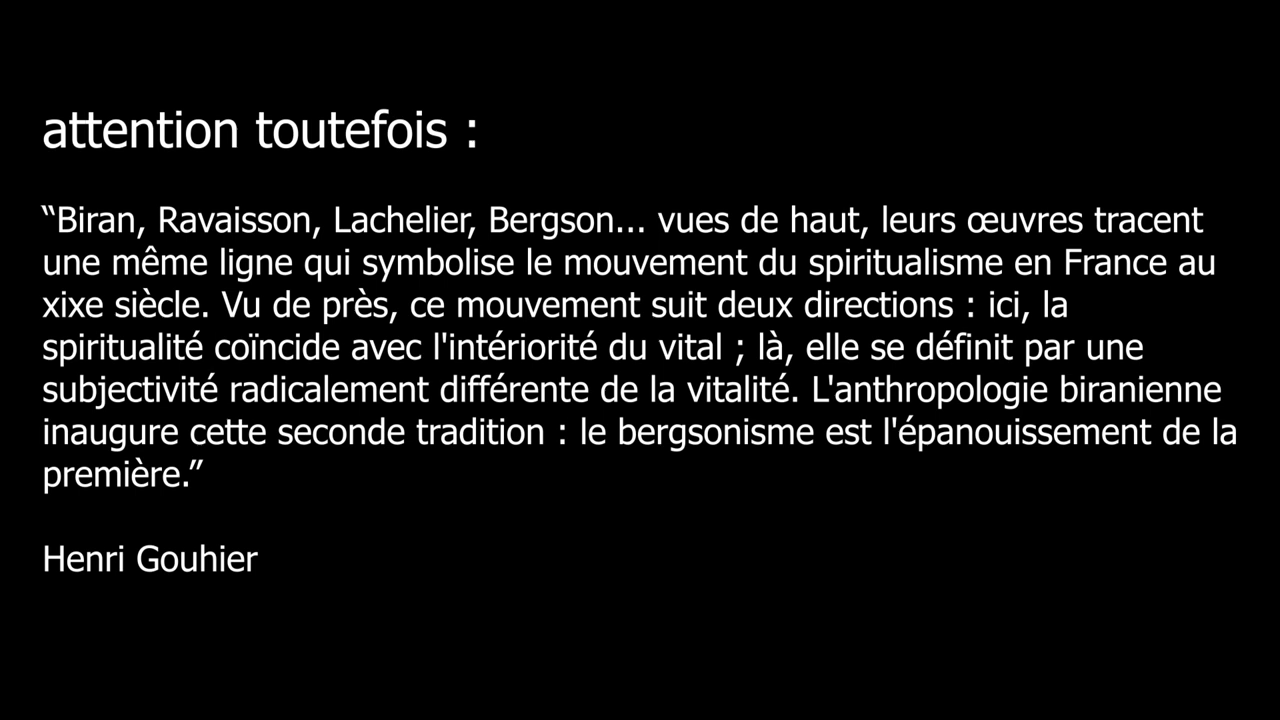 attention toutefois :
“Biran, Ravaisson, Lachelier, Bergson... vues de haut, leurs œuvres tracent
une même ligne qui symbolise le mouvement du spiritualisme en France au
xixe siècle. Vu de près, ce mouvement suit deux directions : ici, la
spiritualité coïncide avec l'intériorité du vital ; là, elle se définit par une
subjectivité radicalement différente de la vitalité. L'anthropologie biranienne
inaugure cette seconde tradition : le bergsonisme est l'épanouissement de la
première.”
Henri Gouhier